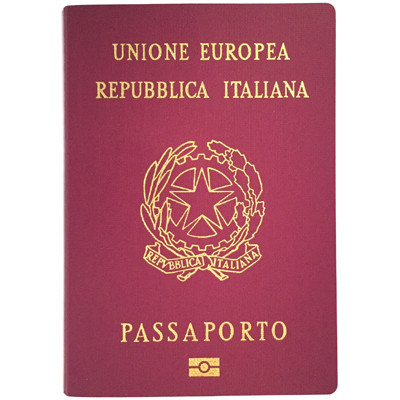 UNIONE EUROPEA
REPUBBLICA ITALIANA
REPVBBLICA ITALIANA
PASSAPORTO